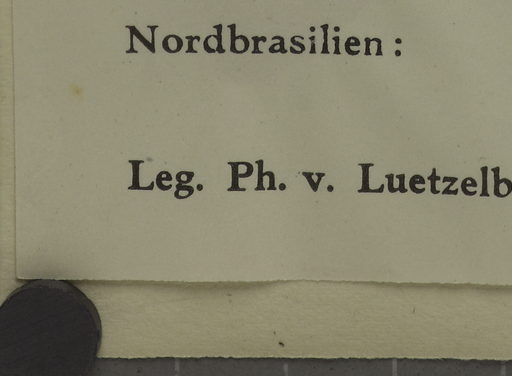 Nordbrasilien:
Leg. Ph. v. Luetzelb